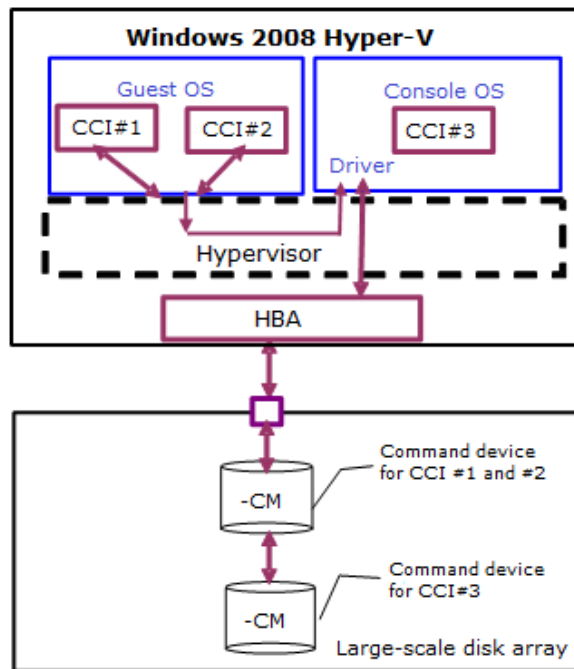 Windows 2008 Hyper-V
Guest OS
Console OS
CCI#1
CCI#2
CCI#3
Driver
Hypervisor
HBA
Command device
for CCI #1 and #2
-CM
Command device
for CCI#3
-CM
Large-scale disk array